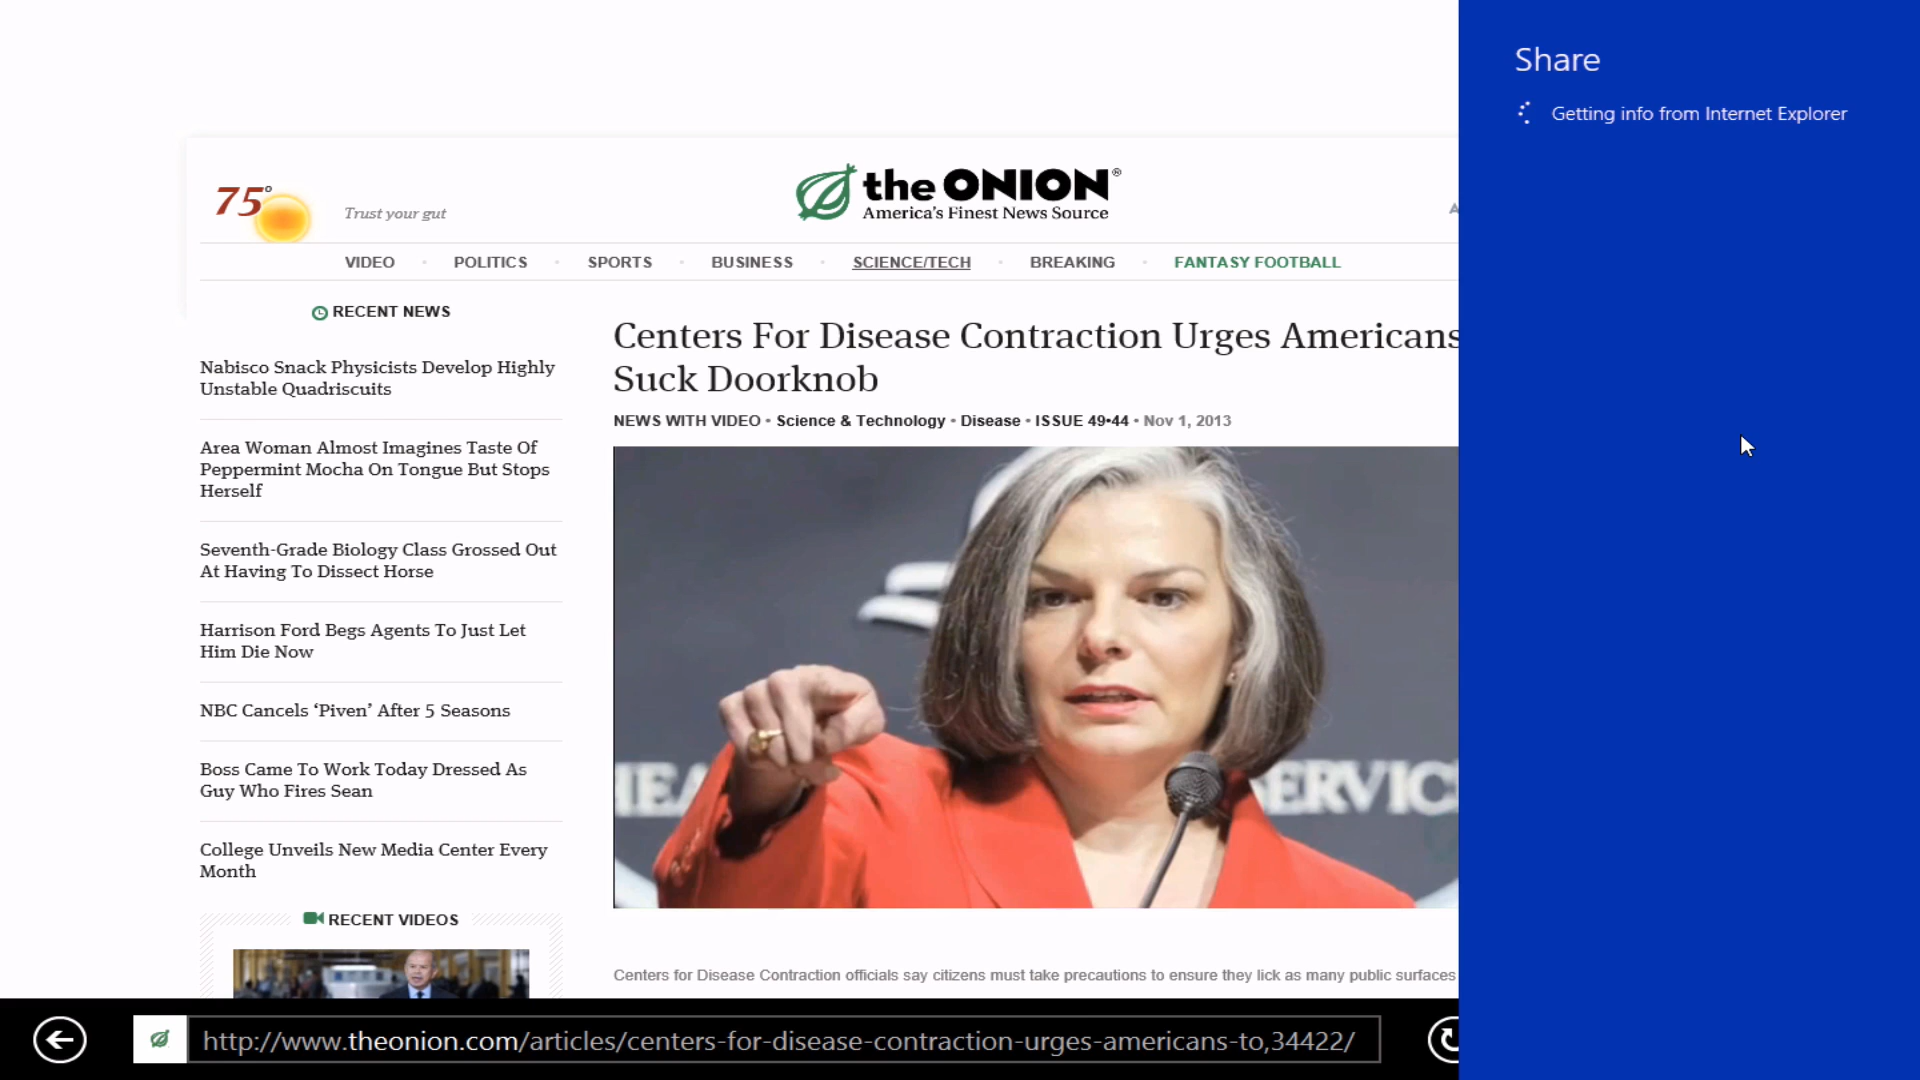 Share
Getting info from Internet Explorer
75°
Trust your gut
the ONION®
America's Finest News Source
VIDEO • POLITICS • SPORTS • BUSINESS • SCIENCE/TECH • BREAKING • FANTASY FOOTBALL
RECENT NEWS
Nabisco Snack Physicists Develop Highly
Unstable Quadriscuits
Area Woman Almost Imagines Taste Of
Peppermint Mocha On Tongue But Stops
Herself
Seventh-Grade Biology Class Grossed Out
At Having To Dissect Horse
Harrison Ford Begs Agents To Just Let
Him Die Now
NBC Cancels ‘Piven’ After 5 Seasons
Boss Came To Work Today Dressed As
Guy Who Fires Sean
College Unveils New Media Center Every
Month
RECENT VIDEOS
Centers For Disease Contraction Urges Americans
Suck Doorknob
NEWS WITH VIDEO • Science & Technology • Disease • ISSUE 49•44 • Nov 1, 2013
HEA
SERVIC
Centers for Disease Contraction officials say citizens must take precautions to ensure they lick as many public surfaces
http://www.theonion.com/articles/centers-for-disease-contraction-urges-americans-to,34422/